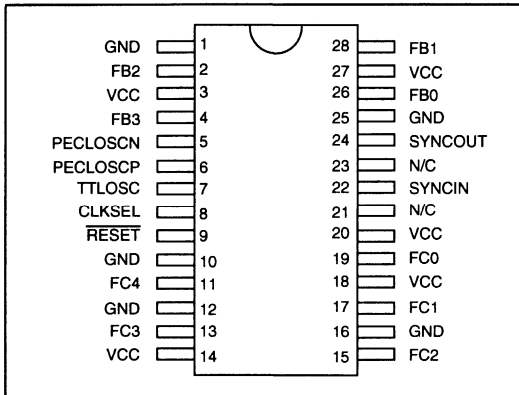 GND 1 28 FB1
FB2 2 27 VCC
VCC 3 26 FB0
FB3 4 25 GND
PECLOSCN 5 24 SYNCOUT
PECLOSCP 6 23 N/C
TTLOSC 7 22 SYNCIN
CLKSEL 8 21 N/C
RESET 9 20 VCC
GND 10 19 FC0
FC4 11 18 VCC
GND 12 17 FC1
FC3 13 16 GND
VCC 14 15 FC2